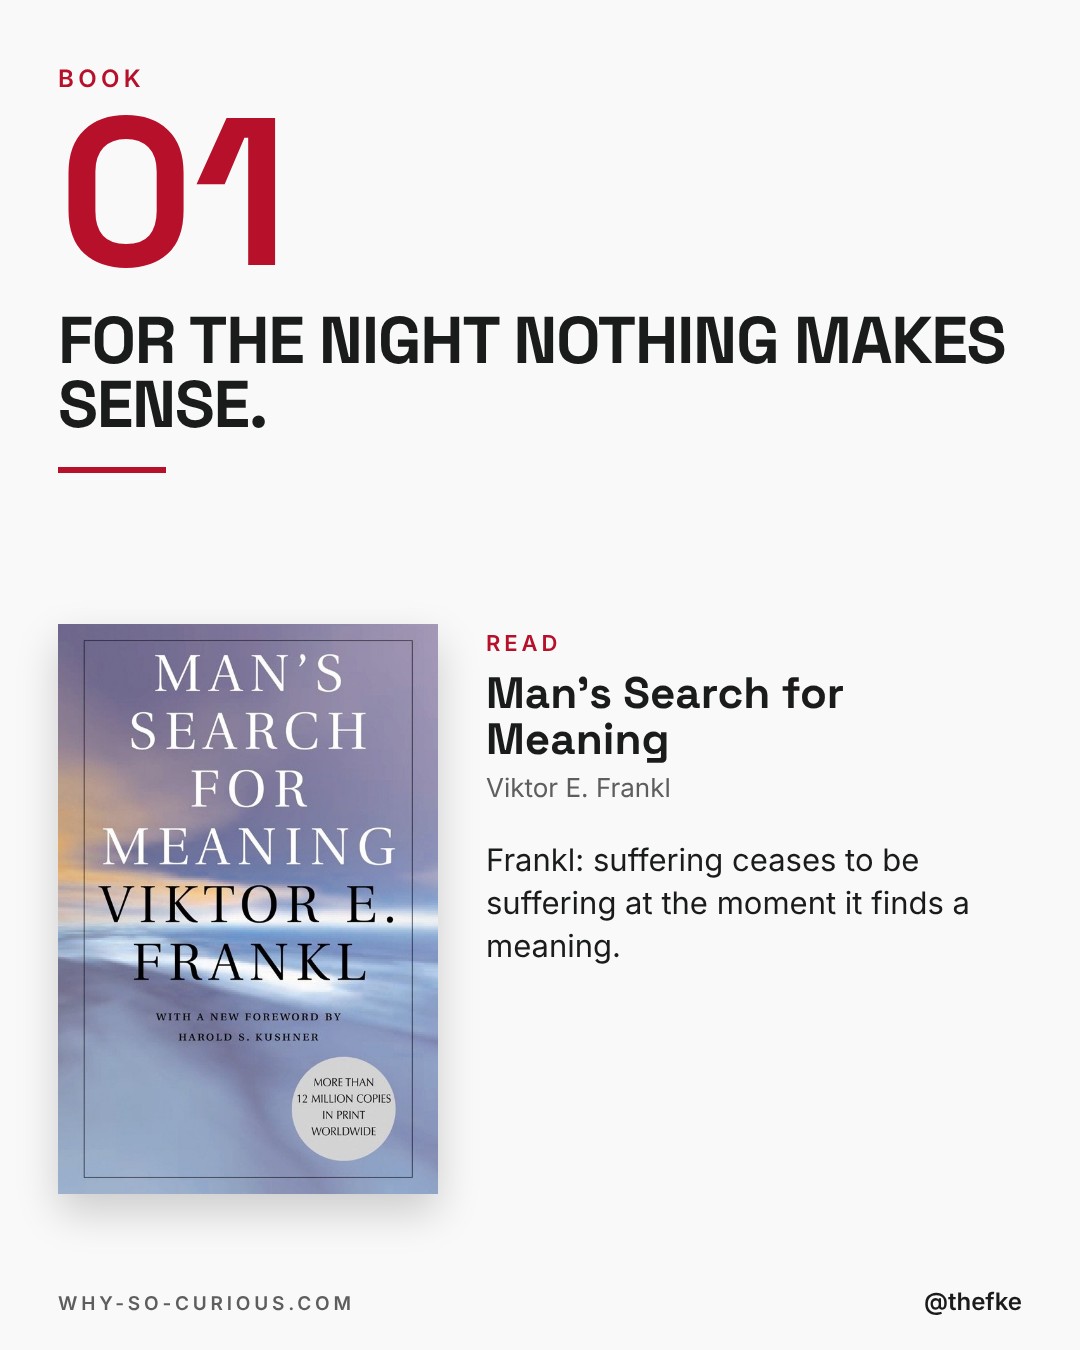 BOOK
01
FOR THE NIGHT NOTHING MAKES
SENSE.
MAN’S
SEARCH
FOR
MEANING
VIKTOR E.
FRANKL
WITH A NEW FOREWORD BY
HAROLD S. KUSHNER
MORE THAN
12 MILLION COPIES
IN PRINT
WORLDWIDE
READ
Man’s Search for
Meaning
Viktor E. Frankl
Frankl: suffering ceases to be
suffering at the moment it finds a
meaning.
WHY-SO-CURIOUS.COM
@thefke